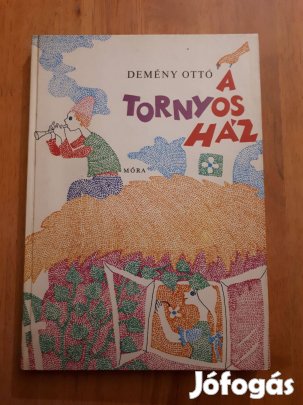 DEMÉNY OTTÓ
A
TORNYOS
HÁZ
MÓRA
Jófogás